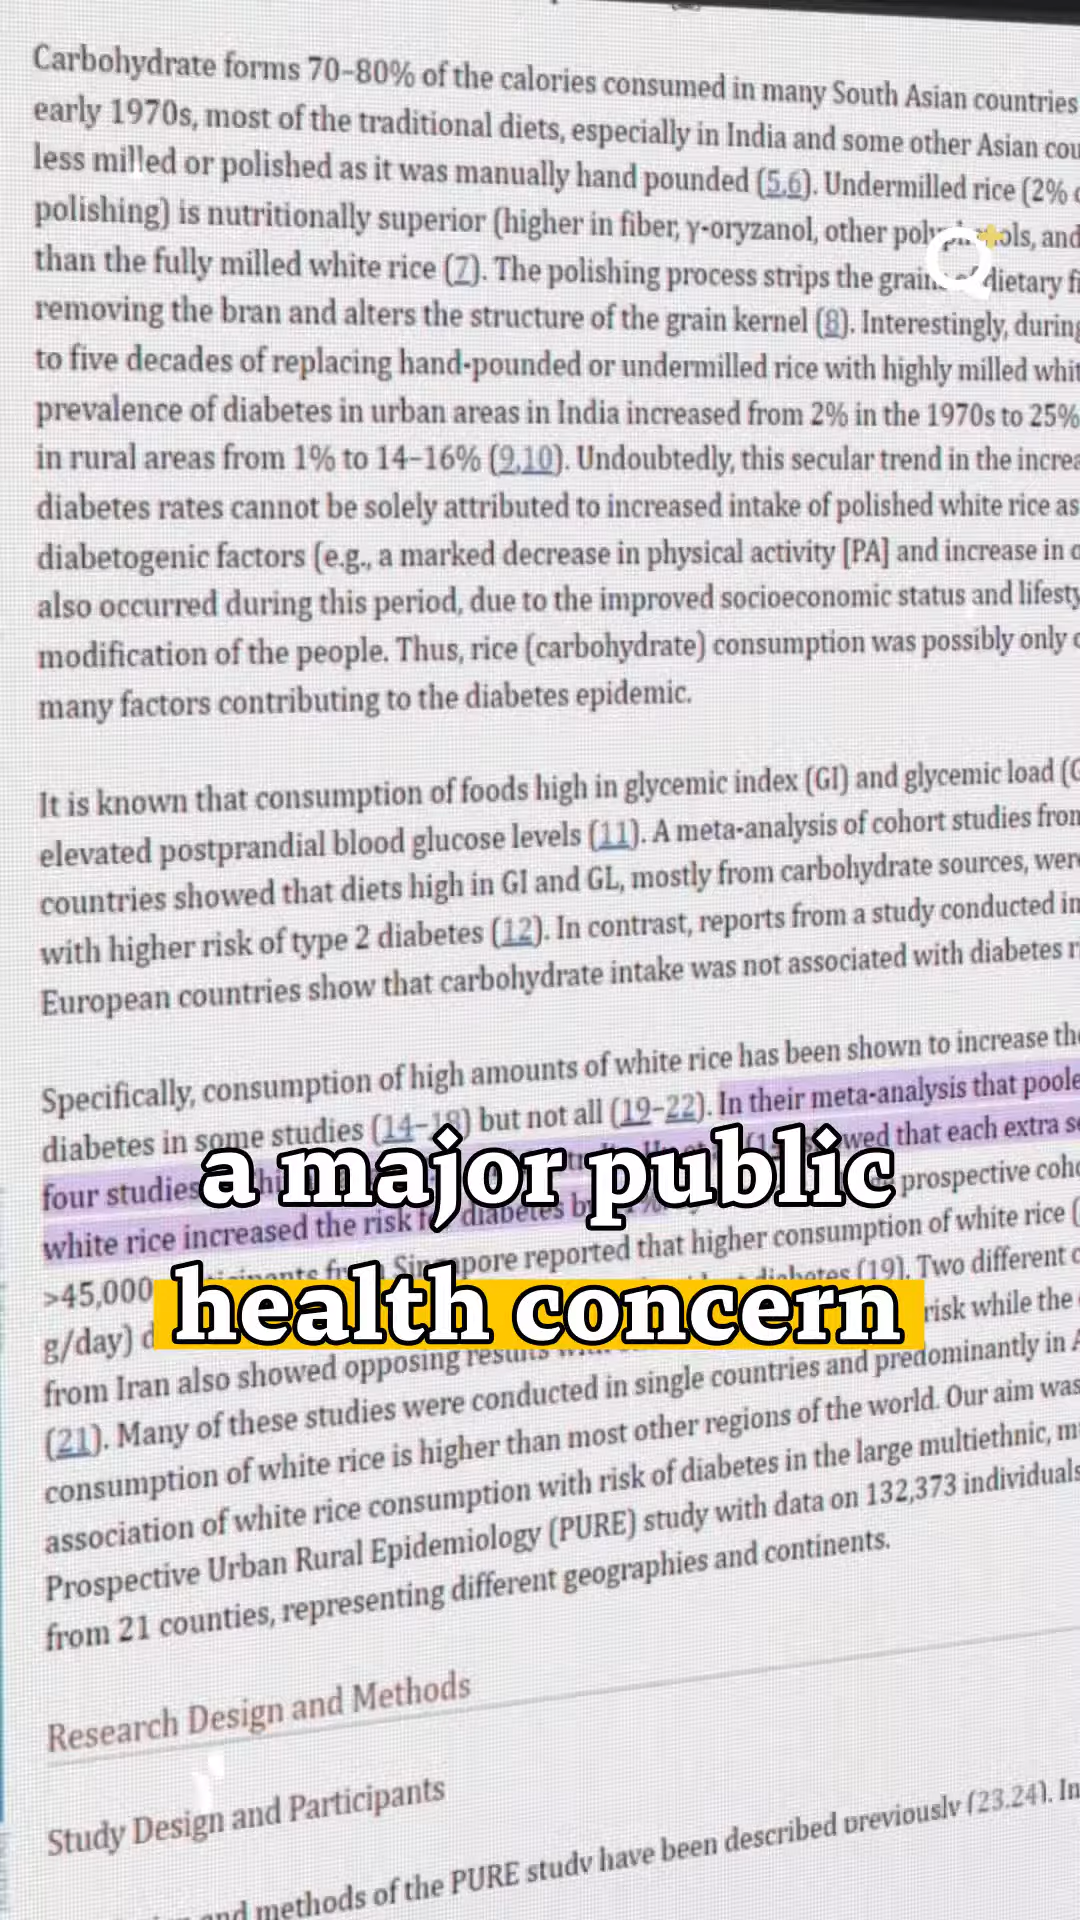 Carbohydrate forms 70–80% of the calories consumed in many South Asian countries
early 1970s, most of the traditional diets, especially in India and some other Asian cou
less milled or polished as it was manually hand pounded (5,6). Undermilled rice (2%
polishing) is nutritionally superior (higher in fiber, γ-oryzanol, other and
than the fully milled white rice (7). The polishing process strips the dietary fi
removing the bran and alters the structure of the grain kernel (8). Interestingly, during
to five decades of replacing hand-pounded or undermilled rice with highly milled whit
prevalence of diabetes in urban areas in India increased from 2% in the 1970s to 25%
in rural areas from 1% to 14–16% (9,10). Undoubtedly, this secular trend in the increa
diabetes rates cannot be solely attributed to increased intake of polished white rice as
diabetogenic factors (e.g., a marked decrease in physical activity [PA] and increase in
also occurred during this period, due to the improved socioeconomic status and lifesty
modification of the people. Thus, rice (carbohydrate) consumption was possibly only
many factors contributing to the diabetes epidemic.
It is known that consumption of foods high in glycemic index (GI) and glycemic load (
elevated postprandial blood glucose levels (11). A meta-analysis of cohort studies from
countries showed that diets high in GI and GL, mostly from carbohydrate sources, were
with higher risk of type 2 diabetes (12). In contrast, reports from a study conducted in
European countries show that carbohydrate intake was not associated with diabetes r
Specifically, consumption of high amounts of white rice has been shown to increase the
diabetes in some studies (14– but not all (19–22). In their meta-analysis that poole
four studies that each extra se
white rice increased the risk diabetes prospective coho
>45,000 Singapore reported that higher consumption of white rice (
g/day) diabetes (19). Two different
from Iran also showed opposing results risk while the
(21). Many of these studies were conducted in single countries and predominantly in A
consumption of white rice is higher than most other regions of the world. Our aim was
association of white rice consumption with risk of diabetes in the large multiethnic, m
Prospective Urban Rural Epidemiology (PURE) study with data on 132,373 individuals
from 21 counties, representing different geographies and continents.
a major public
health concern
Research Design and Methods
Study Design and Participants
and methods of the PURE study have been described previously (23,24). In